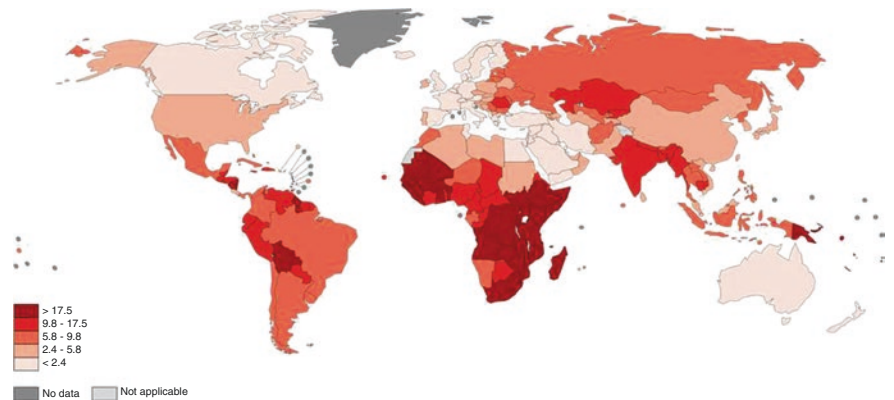 > 17.5
9.8 - 17.5
5.8 - 9.8
2.4 - 5.8
< 2.4
No data
Not applicable